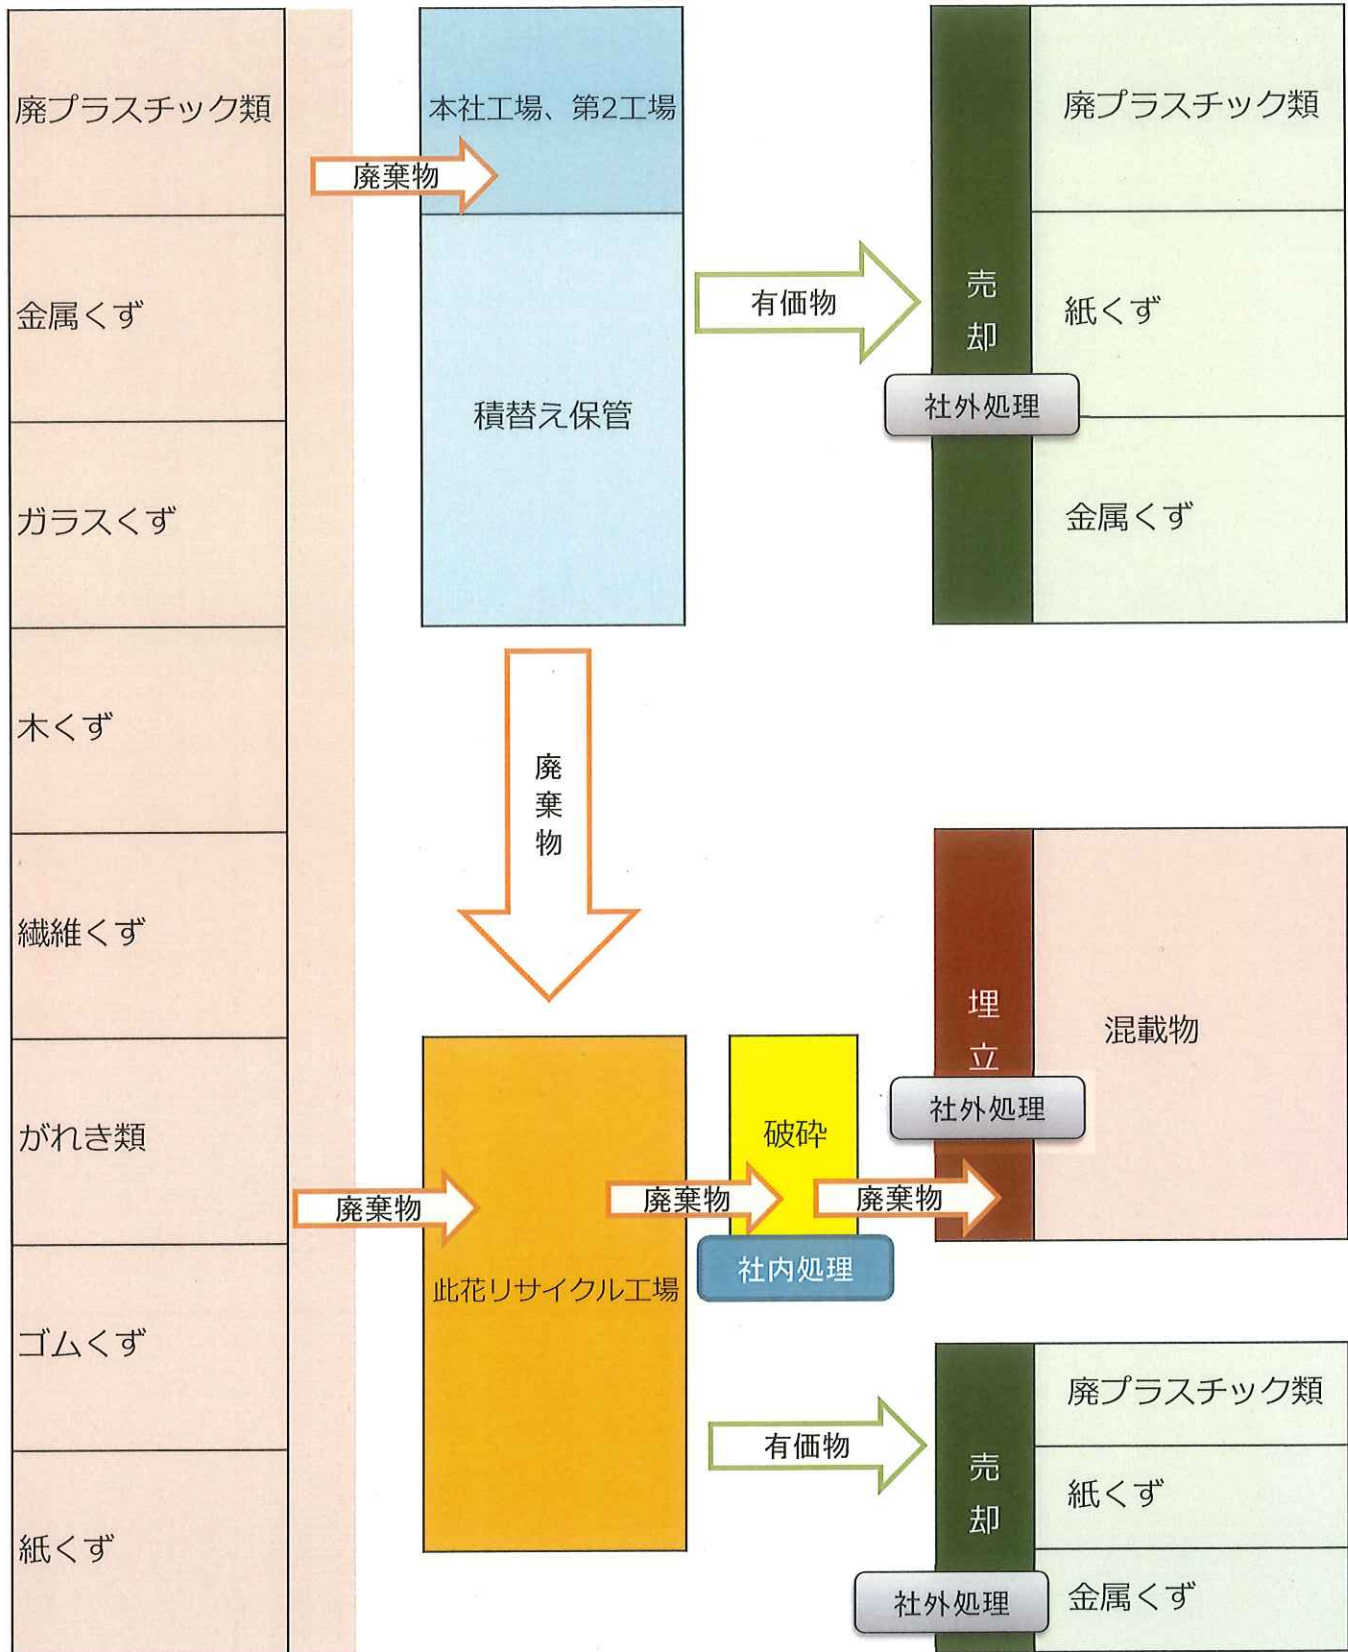 廃プラスチック類
金属くず
ガラスくず
木くず
繊維くず
がれき類
ゴムくず
紙くず
廃棄物
本社工場、第2工場
積替え保管
有価物
売却
社外処理
廃プラスチック類
紙くず
金属くず
廃棄物
廃棄物
此花リサイクル工場
廃棄物
破砕
社内処理
廃棄物
埋立
社外処理
混載物
有価物
売却
社外処理
廃プラスチック類
紙くず
金属くず